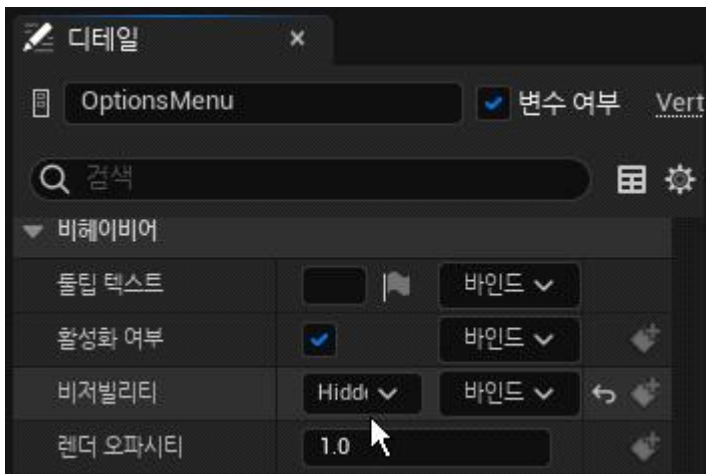 디테일
OptionsMenu 변수 여부 Vert
검색
비헤이비어
툴팁 텍스트 바인드
활성화 여부 바인드
비저빌리티 Hidde 바인드
렌더 오파시티 1.0